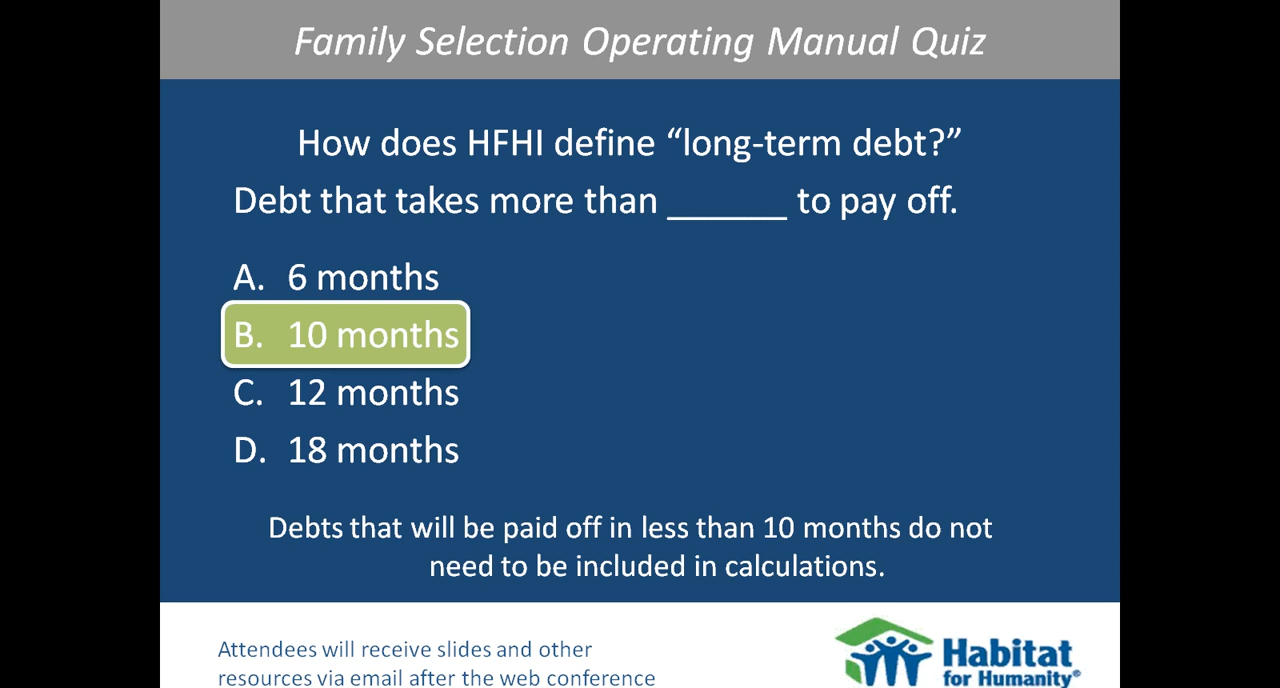 Family Selection Operating Manual Quiz
How does HFHI define “long-term debt?”
Debt that takes more than ______ to pay off.
A. 6 months
B. 10 months
C. 12 months
D. 18 months
Debts that will be paid off in less than 10 months do not
need to be included in calculations.
Attendees will receive slides and other
resources via email after the web conference
Habitat
for Humanity®